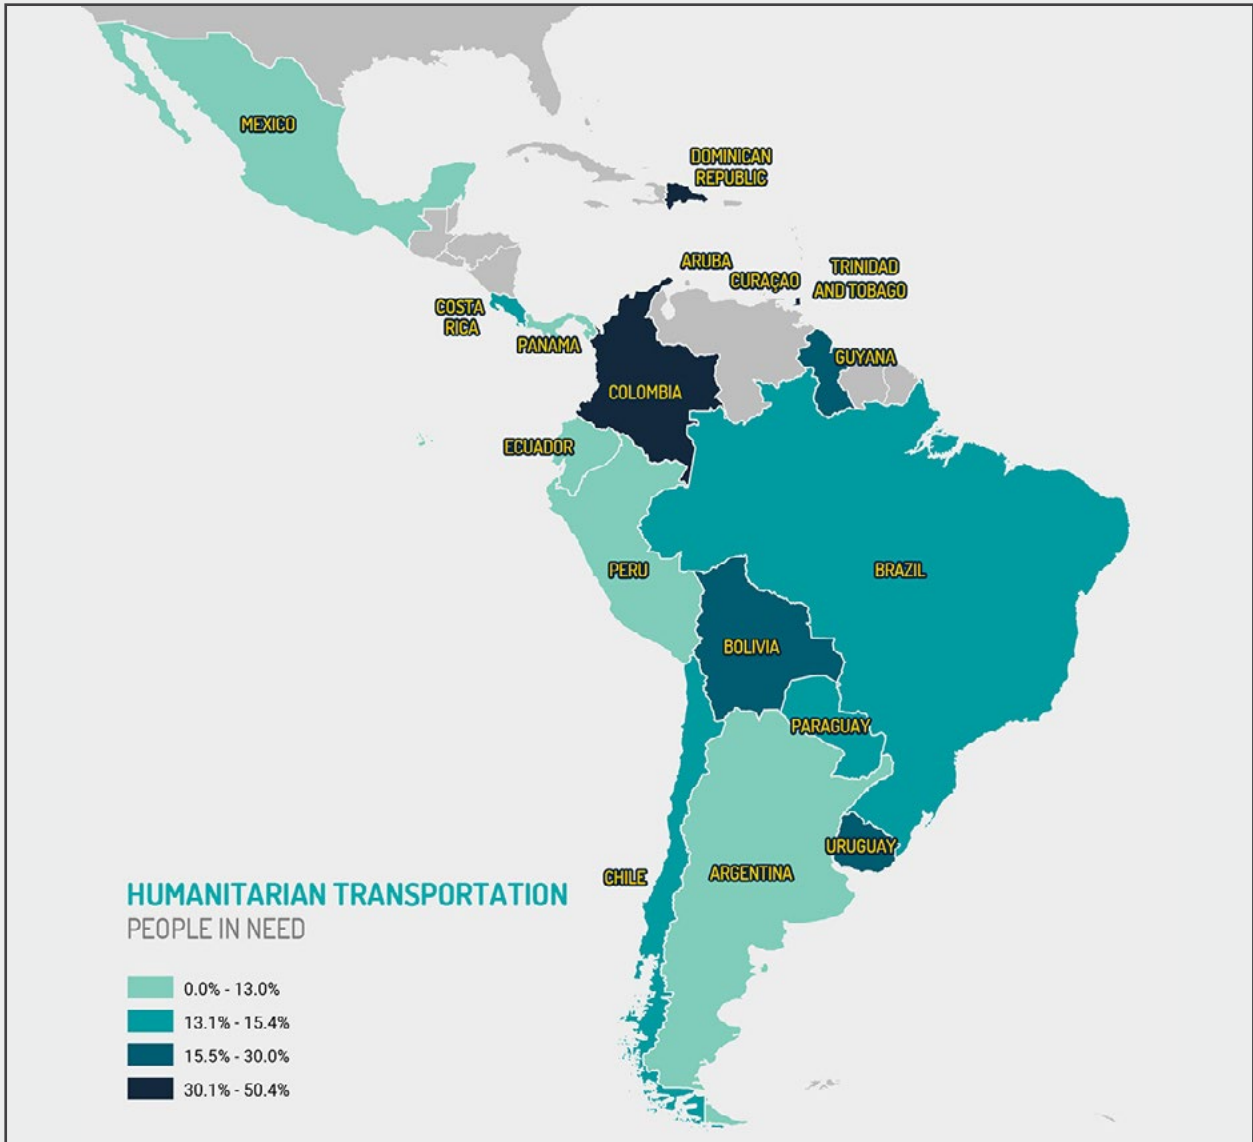 MEXICO
DOMINICAN
REPUBLIC
ARUBA
CURAÇAO
TRINIDAD
AND TOBAGO
COSTA
RIGA
PANAMA
GUYANA
COLOMBIA
ECUADOR
PERU
BRAZIL
BOLIVIA
PARAGUAY
URUGUAY
CHILE
ARGENTINA
HUMANITARIAN TRANSPORTATION
PEOPLE IN NEED
0.0% - 13.0%
13.1% - 15.4%
15.5% - 30.0%
30.1% - 50.4%